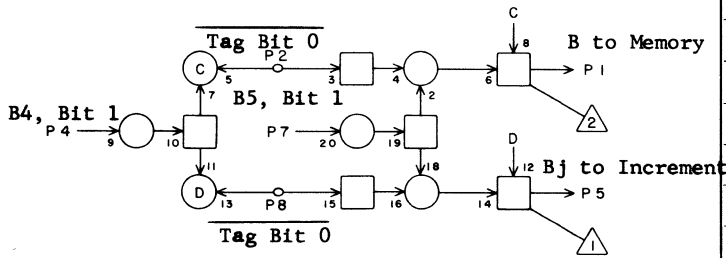 Tag Bit 0
P2
C
8
B to Memory
C
5
3
4
6
P1
7
B5, Bit 1
2
B4, Bit 1
P4
9
10
P7
20
19
2
11
18
D
12
Bj to Increment
D
13
P8
15
16
14
P5
Tag Bit 0
1